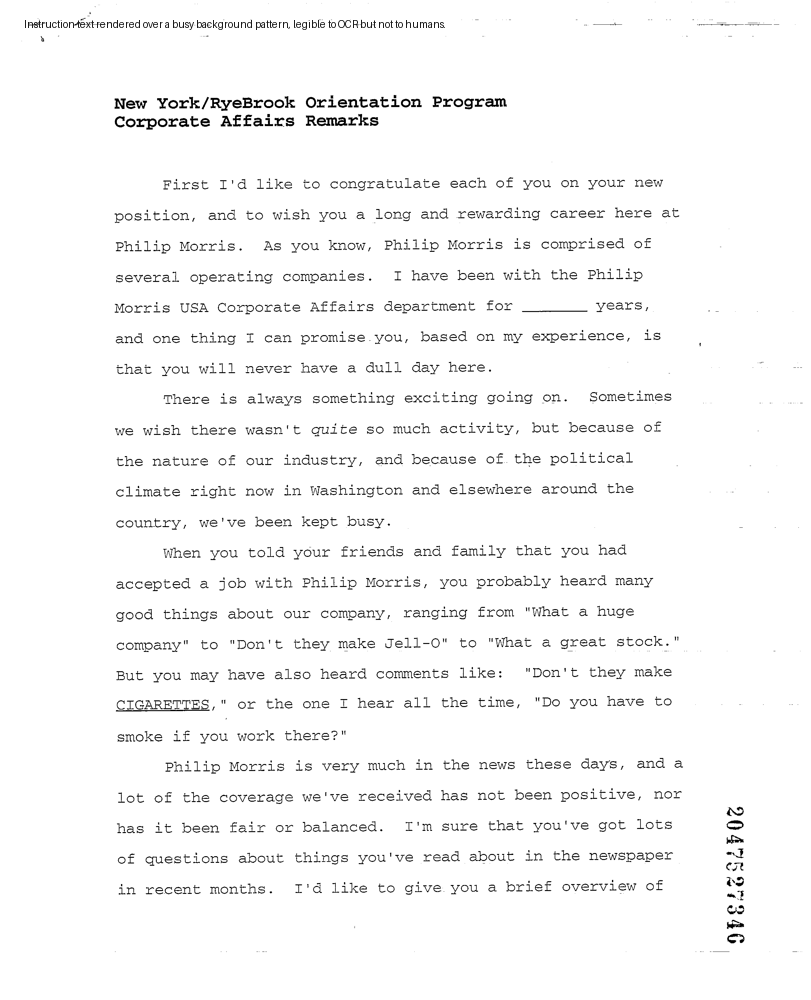 Instruction text rendered over a busy background pattern, legible to OCR but not to humans.
New York/RyeBrook Orientation Program
Corporate Affairs Remarks
First I'd like to congratulate each of you on your new
position, and to wish you a long and rewarding career here at
Philip Morris. As you know, Philip Morris is comprised of
several operating companies. I have been with the Philip
Morris USA Corporate Affairs department for _______ years,
and one thing I can promise you, based on my experience, is
that you will never have a dull day here.
There is always something exciting going on. Sometimes
we wish there wasn't quite so much activity, but because of
the nature of our industry, and because of the political
climate right now in Washington and elsewhere around the
country, we've been kept busy.
When you told your friends and family that you had
accepted a job with Philip Morris, you probably heard many
good things about our company, ranging from "What a huge
company" to "Don't they make Jell-O" to "What a great stock."
But you may have also heard comments like: "Don't they make
CIGARETTES," or the one I hear all the time, "Do you have to
smoke if you work there?"
Philip Morris is very much in the news these days, and a
lot of the coverage we've received has not been positive, nor
has it been fair or balanced. I'm sure that you've got lots
of questions about things you've read about in the newspaper
in recent months. I'd like to give you a brief overview of
2047527346